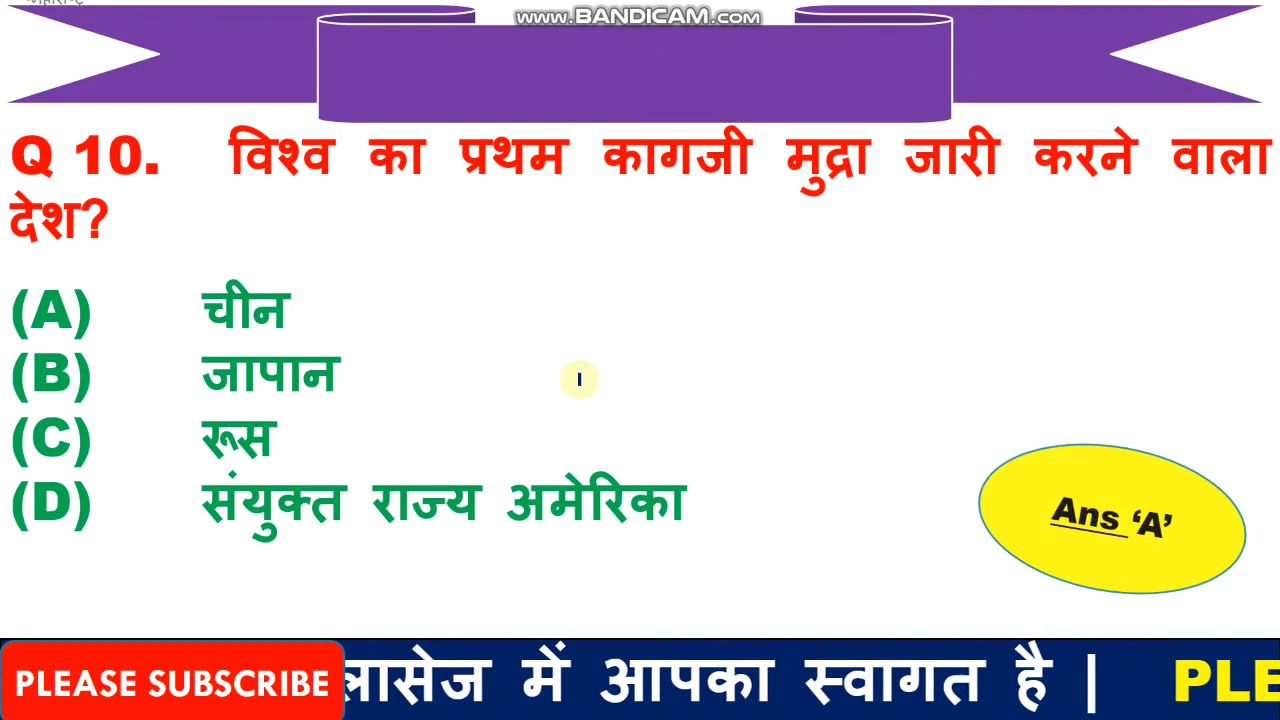 www.BANDICAM.com
Q 10. विश्व का प्रथम कागजी मुद्रा जारी करने वाला
देश?
(A) चीन
(B) जापान
(C) रूस
(D) संयुक्त राज्य अमेरिका
Ans ‘A’
PLEASE SUBSCRIBE लासेज में आपका स्वागत है | PLE